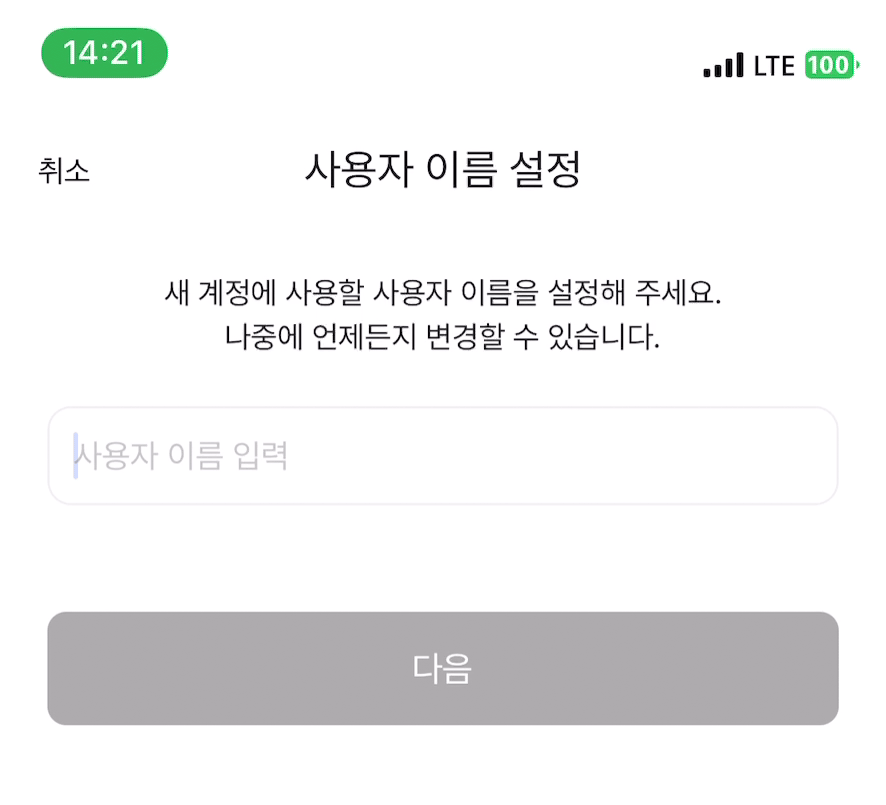 14:21
LTE 100
취소
사용자 이름 설정
새 계정에 사용할 사용자 이름을 설정해 주세요.
나중에 언제든지 변경할 수 있습니다.
사용자 이름 입력
다음